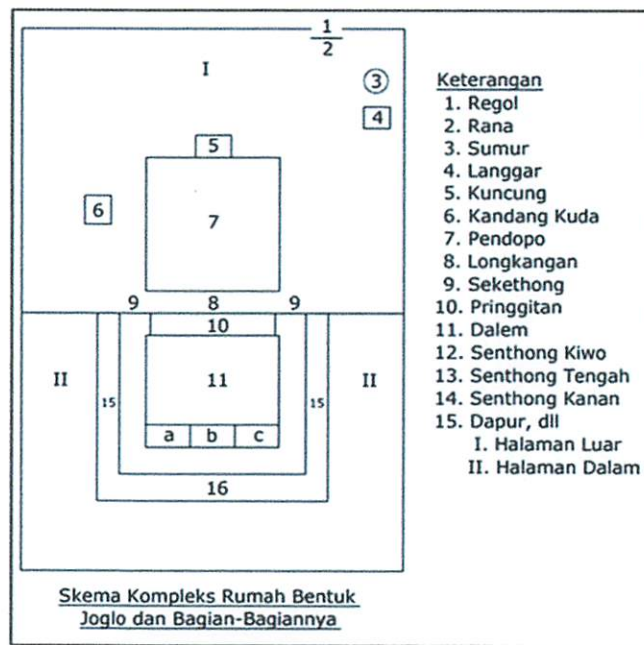 1
2
I
3
4
5
6
7
9 8 9
10
II 11 II
15 15
a b c
16
Skema Kompleks Rumah Bentuk
Joglo dan Bagian-Bagiannya
Keterangan
1. Regol
2. Rana
3. Sumur
4. Langgar
5. Kuncung
6. Kandang Kuda
7. Pendopo
8. Longkangan
9. Sekethong
10. Pringgitan
11. Dalem
12. Senthong Kiwo
13. Senthong Tengah
14. Senthong Kanan
15. Dapur, dll
I. Halaman Luar
II. Halaman Dalam